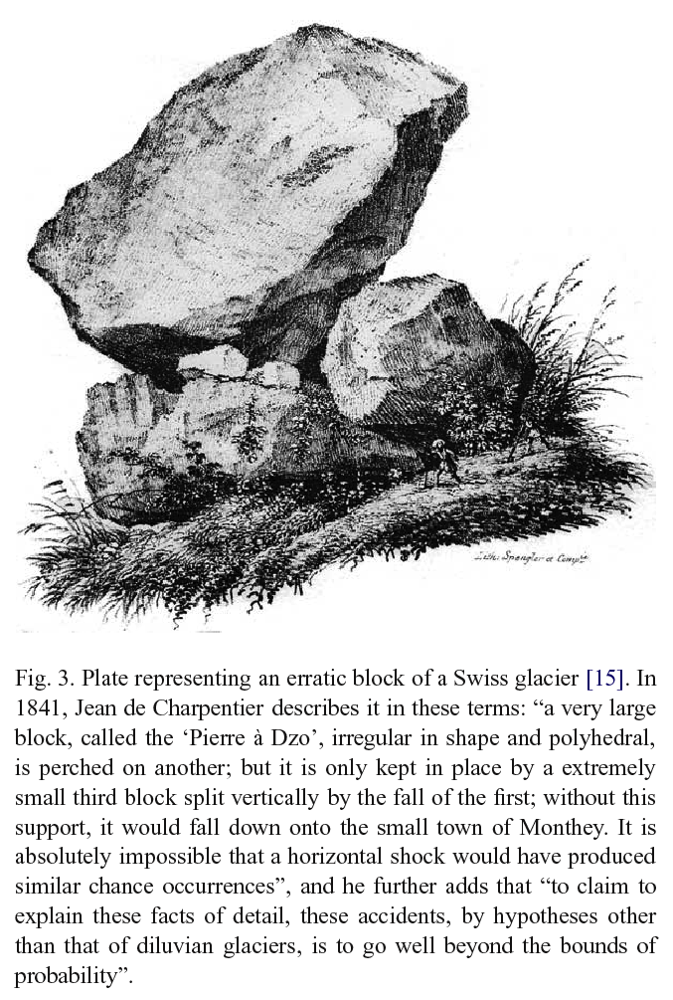 Lith: Spengler et Compie
Fig. 3. Plate representing an erratic block of a Swiss glacier [15]. In
1841, Jean de Charpentier describes it in these terms: “a very large
block, called the ‘Pierre à Dzo’, irregular in shape and polyhedral,
is perched on another; but it is only kept in place by a extremely
small third block split vertically by the fall of the first; without this
support, it would fall down onto the small town of Monthey. It is
absolutely impossible that a horizontal shock would have produced
similar chance occurrences”, and he further adds that “to claim to
explain these facts of detail, these accidents, by hypotheses other
than that of diluvian glaciers, is to go well beyond the bounds of
probability”.